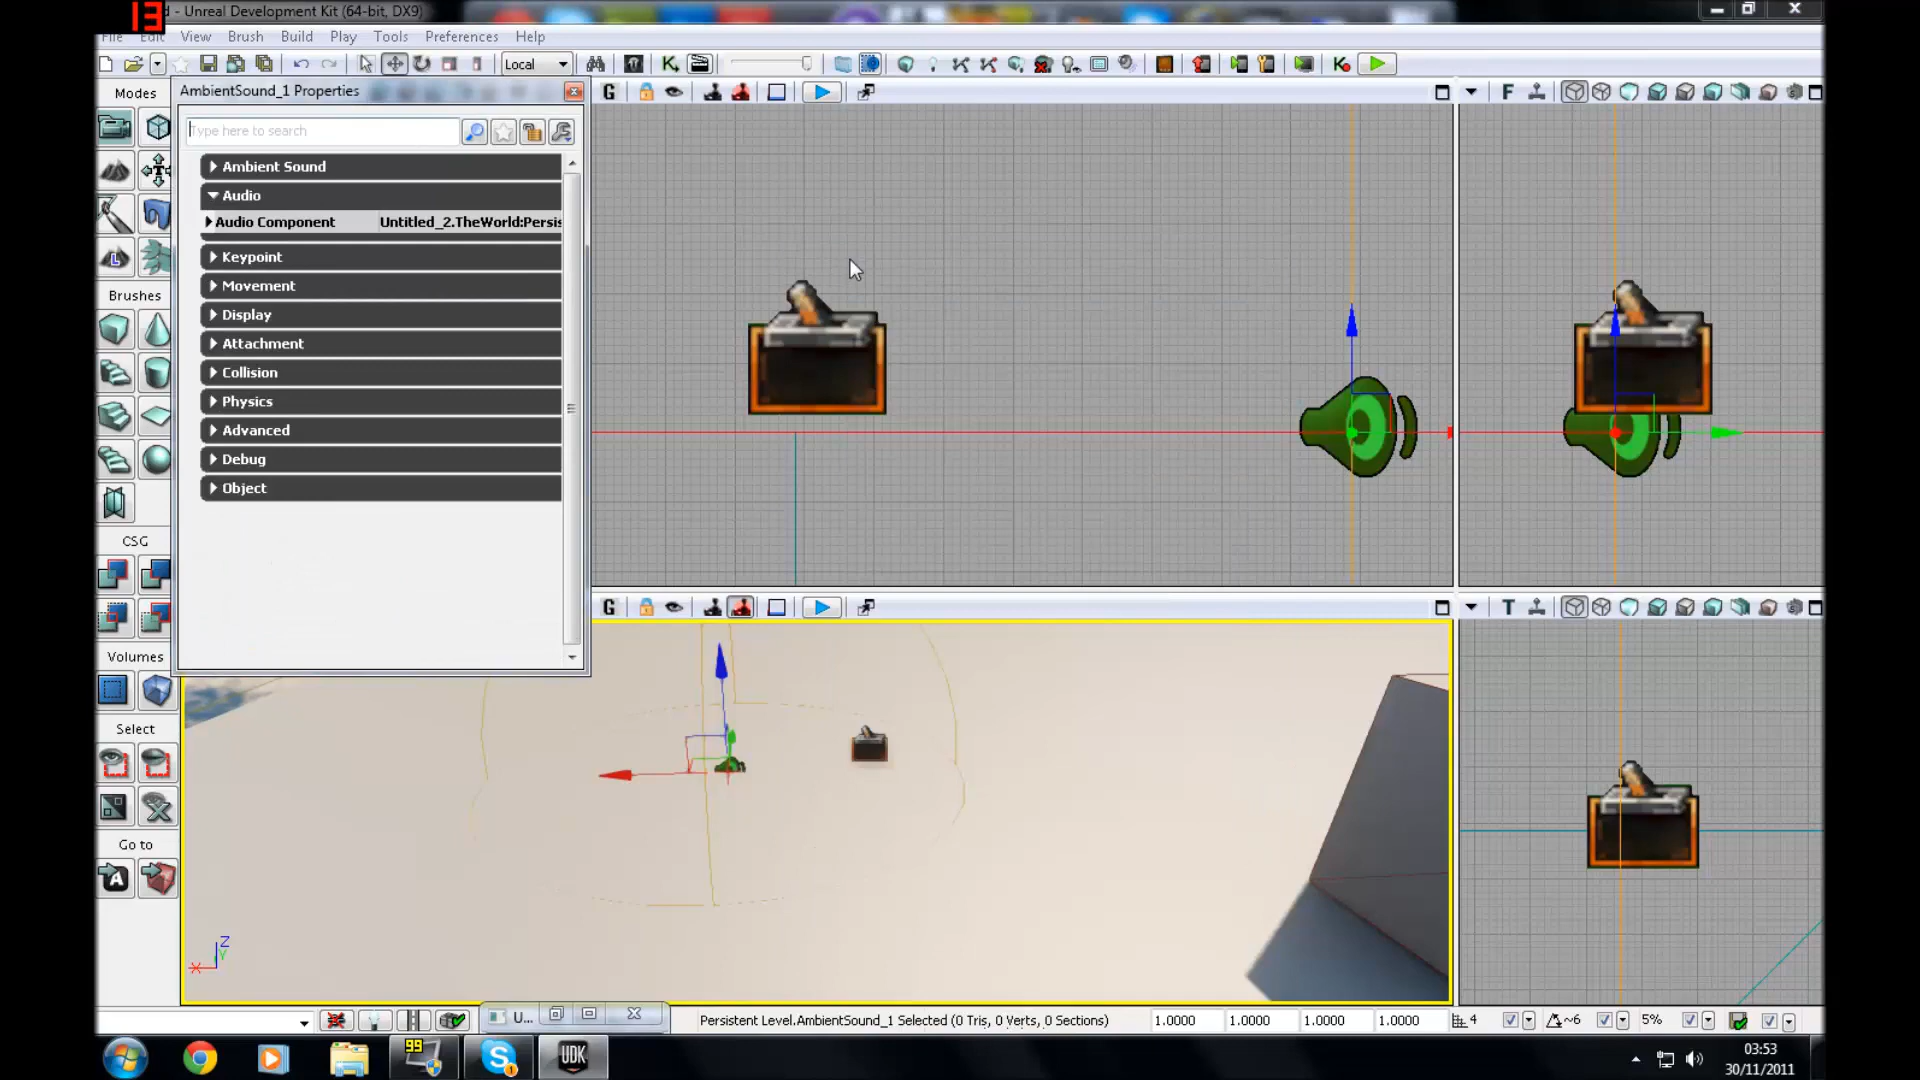 13
d - Unreal Development Kit (64-bit, DX9)
File Edit View Brush Build Play Tools Preferences Help
Local
Modes
AmbientSound_1 Properties
Type here to search
Ambient Sound
Audio
Audio Component Untitled_2.TheWorld:Persis
Keypoint
Movement
Display
Attachment
Collision
Physics
Advanced
Debug
Object
Brushes
CSG
Volumes
Select
Go to
G
F
G
T
L
A
Z
Y
X
U...
Persistent Level.AmbientSound_1 Selected (0 Tris, 0 Verts, 0 Sections)
1.0000 1.0000 1.0000 1.0000
4
~6
5%
99
1
UDK
03:53
30/11/2011